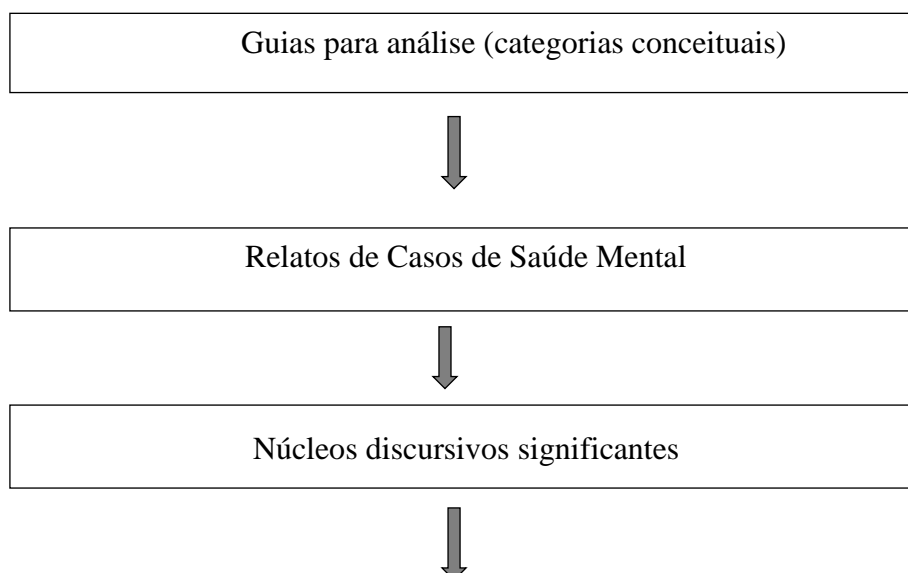 Guias para análise (categorias conceituais)
Relatos de Casos de Saúde Mental
Núcleos discursivos significantes